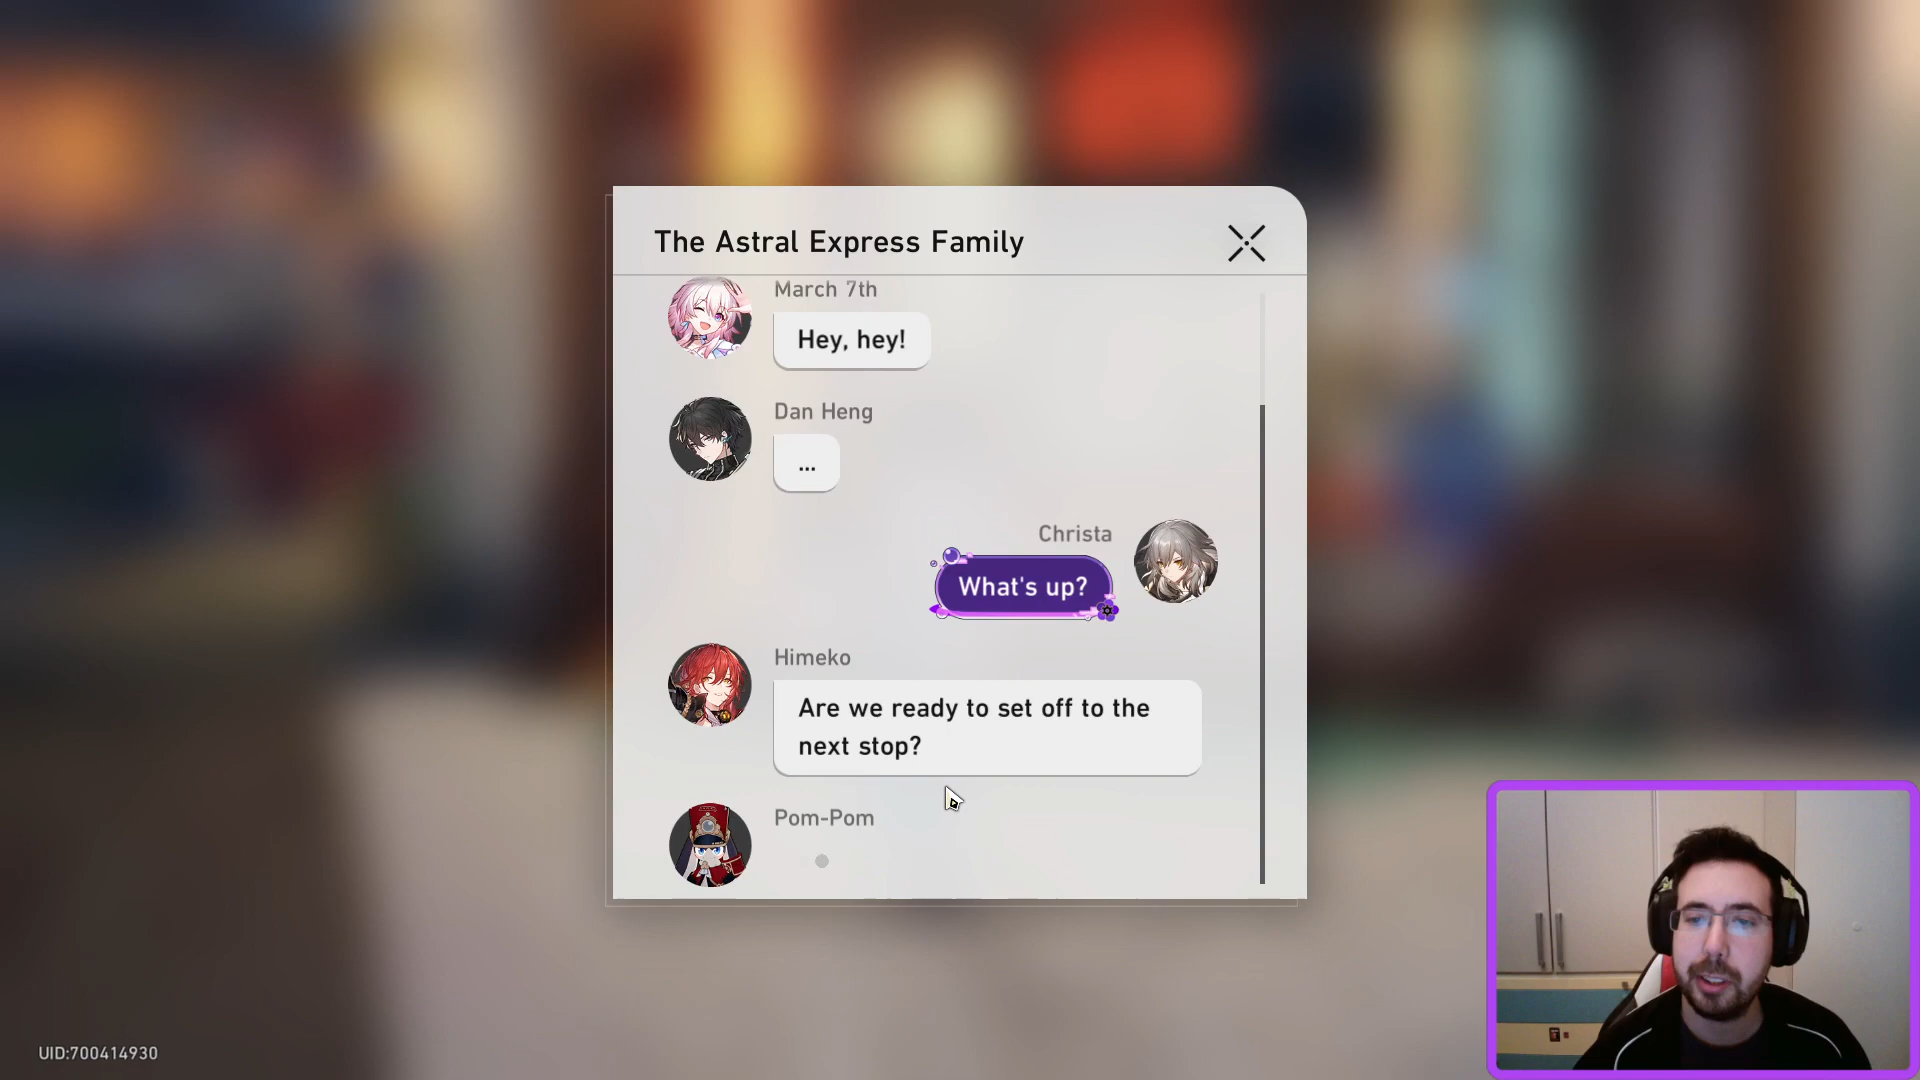 The Astral Express Family
March 7th
Hey, hey!
Dan Heng
...
Christa
What's up?
Himeko
Are we ready to set off to the
next stop?
Pom-Pom
UID:700414930